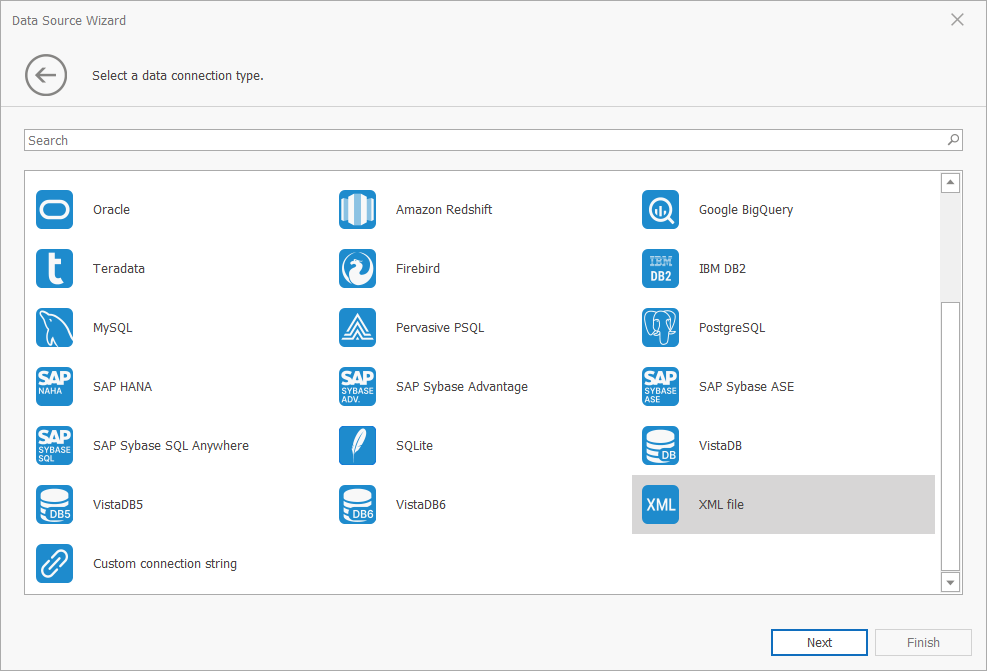 Data Source Wizard
Select a data connection type.
Search
Oracle
Amazon Redshift
Google BigQuery
t
Teradata
Firebird
IBM
DB2
IBM DB2
MySQL
Pervasive PSQL
PostgreSQL
SAP
NAHA
SAP HANA
SAP
SYBASE
ADV.
SAP Sybase Advantage
SAP
SYBASE
ASE
SAP Sybase ASE
SAP
SYBASE
SQL
SAP Sybase SQL Anywhere
SQLite
DB
VistaDB
DB5
VistaDB5
DB6
VistaDB6
XML
XML file
Custom connection string
Next
Finish